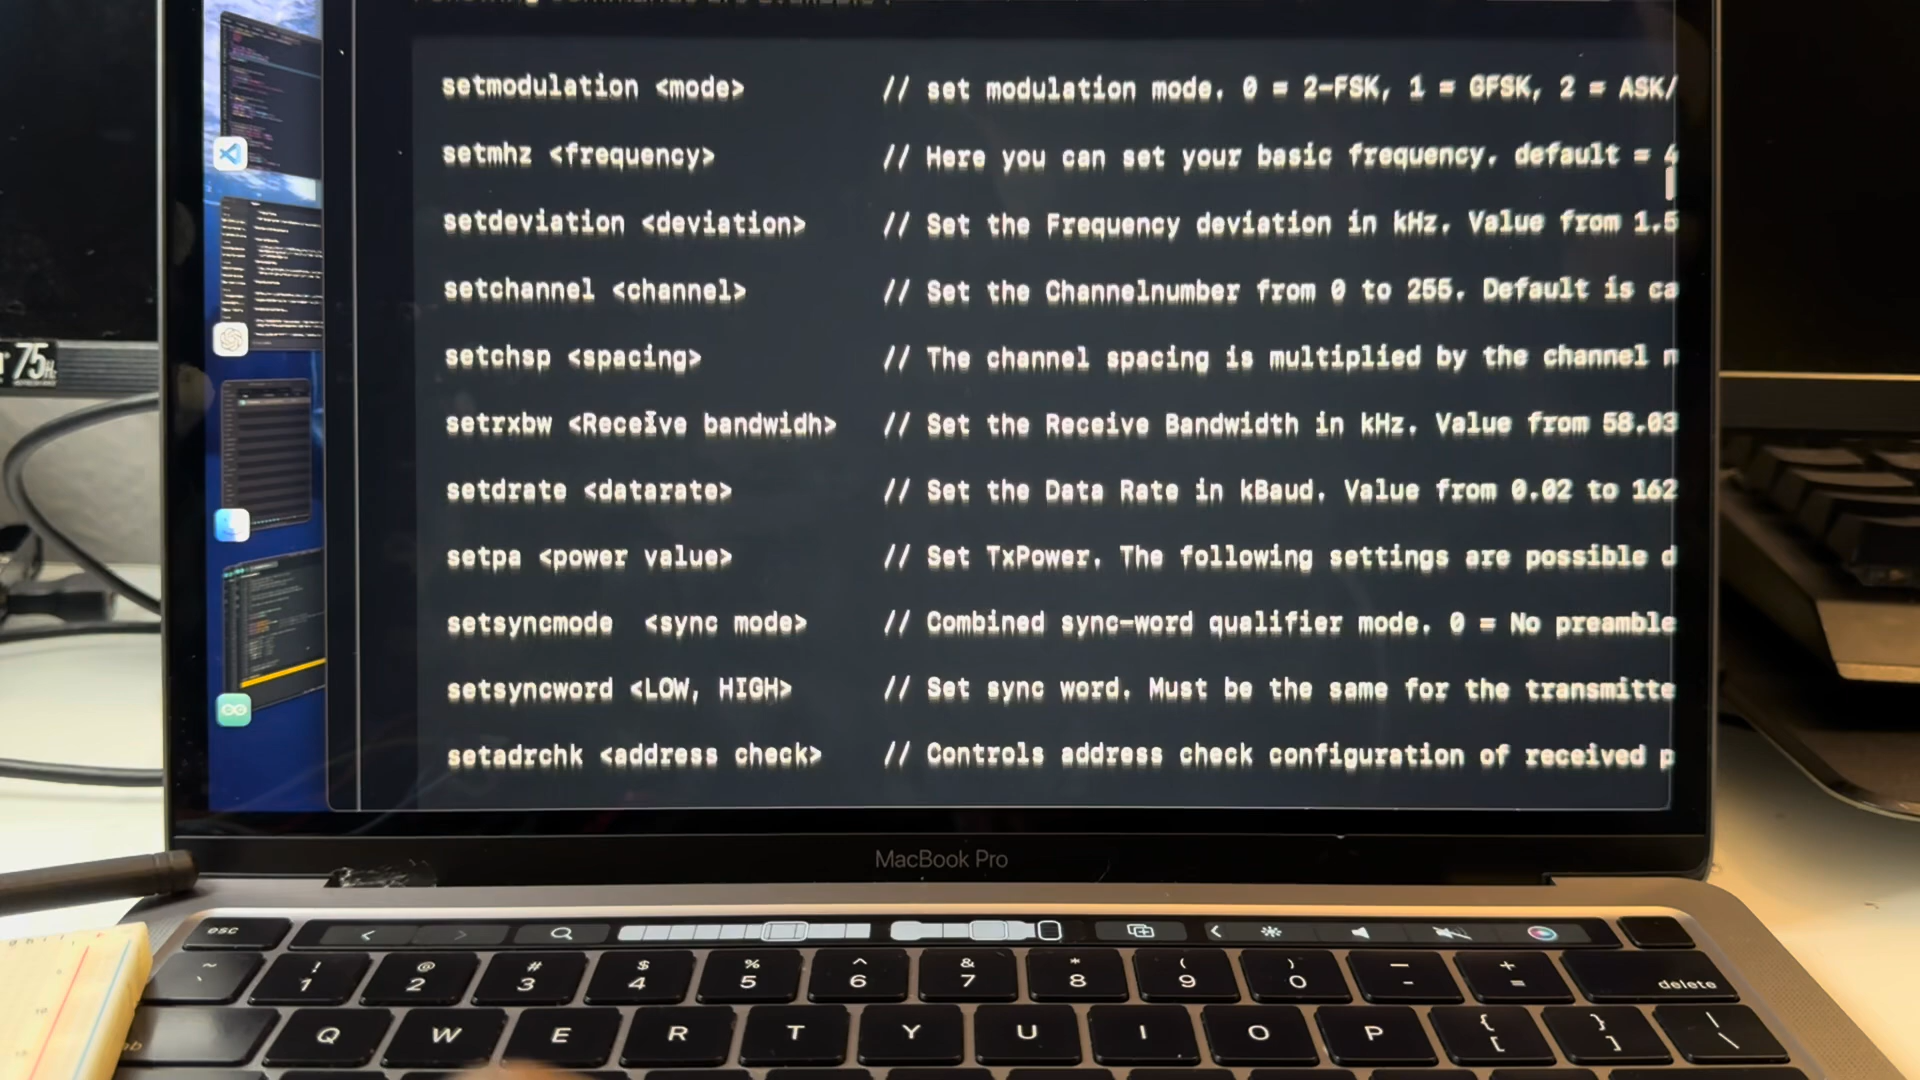 setmodulation <mode> // set modulation mode. 0 = 2-FSK, 1 = GFSK, 2 = ASK/
setmhz <frequency> // Here you can set your basic frequency. default = 4
setdeviation <deviation> // Set the Frequency deviation in kHz. Value from 1.5
setchannel <channel> // Set the Channelnumber from 0 to 255. Default is ca
setchsp <spacing> // The channel spacing is multiplied by the channel n
setrxbw <Receive bandwidh> // Set the Receive Bandwidth in kHz. Value from 58.03
setdrate <datarate> // Set the Data Rate in kBaud. Value from 0.02 to 162
setpa <power value> // Set TxPower. The following settings are possible d
setsyncmode <sync mode> // Combined sync-word qualifier mode. 0 = No preamble
setsyncword <LOW, HIGH> // Set sync word. Must be the same for the transmitte
setadrchk <address check> // Controls address check configuration of received p
75Hz
MacBook Pro
esc
~ ! @ # $ % ^ & * ( ) _ +
` 1 2 3 4 5 6 7 8 9 0 - = delete
Q W E R T Y U I O P { } |
[ ] \